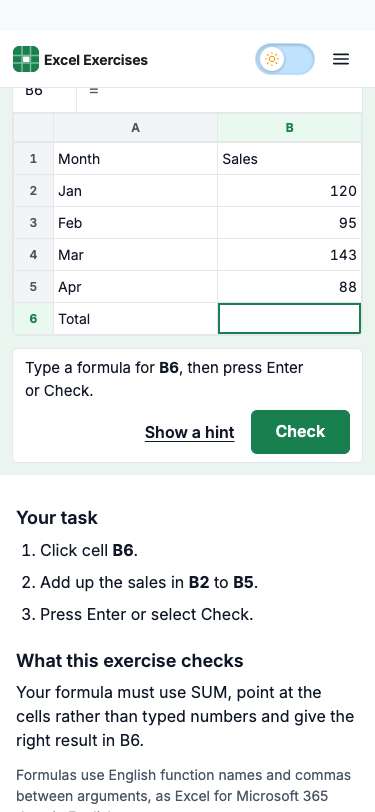 Excel Exercises
B6 =
A B
1 Month Sales
2 Jan 120
3 Feb 95
4 Mar 143
5 Apr 88
6 Total
Type a formula for B6, then press Enter
or Check.
Show a hint Check
Your task
1. Click cell B6.
2. Add up the sales in B2 to B5.
3. Press Enter or select Check.
What this exercise checks
Your formula must use SUM, point at the
cells rather than typed numbers and give the
right result in B6.
Formulas use English function names and commas
between arguments, as Excel for Microsoft 365